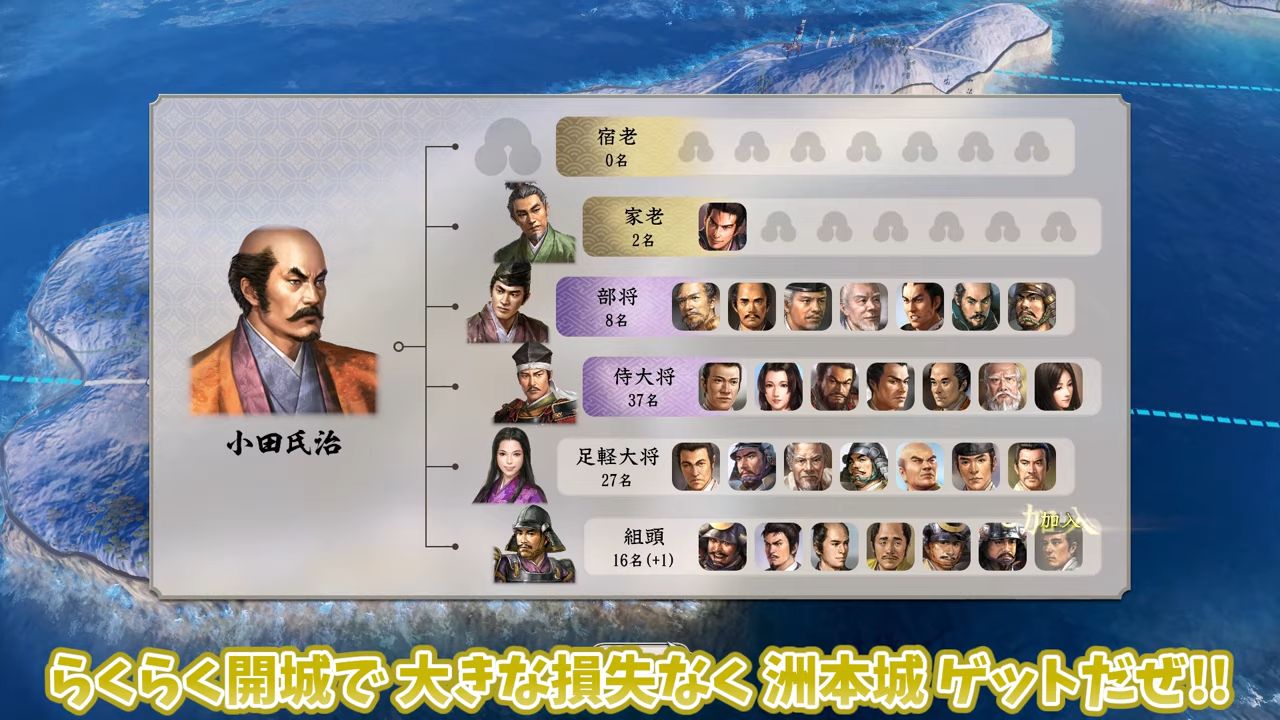 宿老
0名
家老
2名
部将
8名
侍大将
37名
足軽大将
27名
加入
組頭
16名(+1)
小田氏治
らくらく開城で 大きな損失なく 洲本城 ゲットだぜ!!